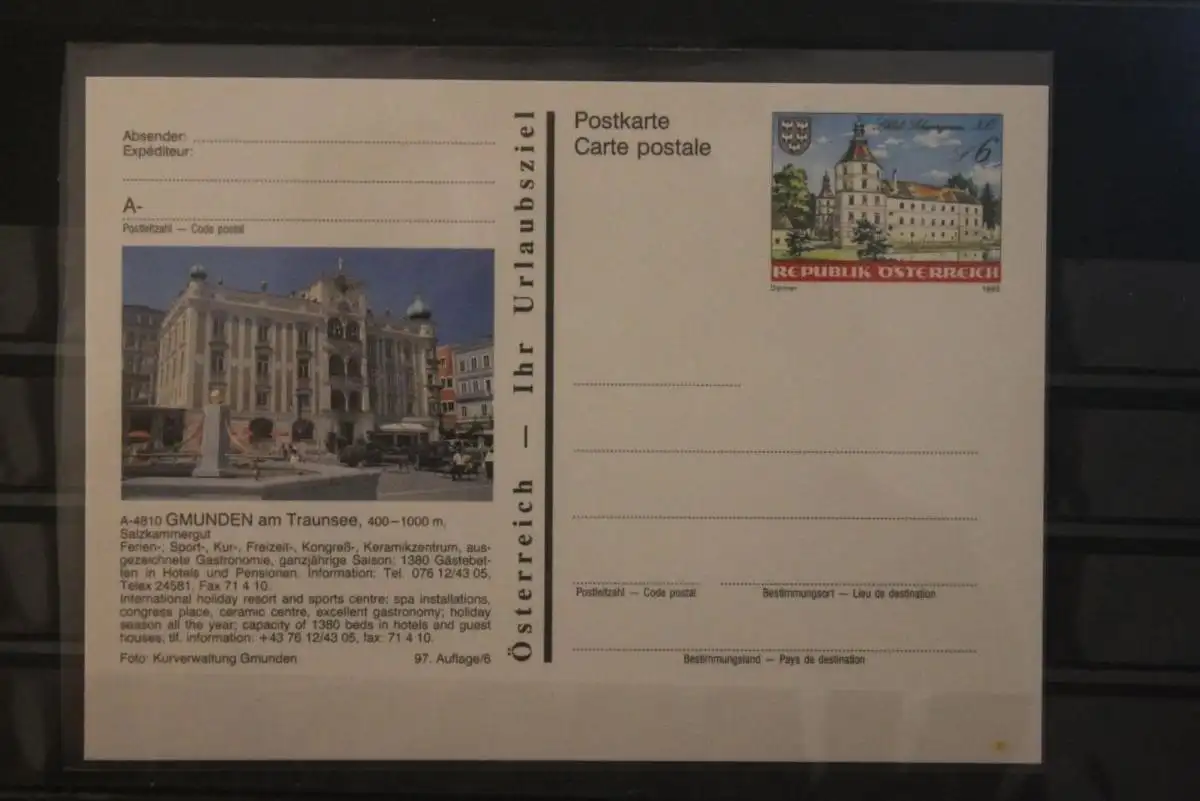 Absender:
Expéditeur:
A-
Postleitzahl — Code postal
A-4810 GMUNDEN am Traunsee, 400–1000 m,
Salzkammergut
Ferien-, Sport-, Kur-, Freizeit-, Kongreß-, Keramikzentrum, aus-
gezeichnete Gastronomie, ganzjährige Saison; 1380 Gästebet-
ten in Hotels und Pensionen. Information: Tel. 076 12/43 05,
Telex 24581. Fax 71 4 10.
International holiday resort and sports centre; spa installations,
congress place, ceramic centre, excellent gastronomy; holiday
season all the year; capacity of 1380 beds in hotels and guest
houses, tlf. information: +43 76 12/43 05, fax: 71 4 10.
Foto: Kurverwaltung Gmunden 97. Auflage/6
Österreich — Ihr Urlaubsziel
Postkarte
Carte postale
6
REPUBLIK ÖSTERREICH
Postleitzahl — Code postal Bestimmungsort — Lieu de destination
Bestimmungsland — Pays de destination